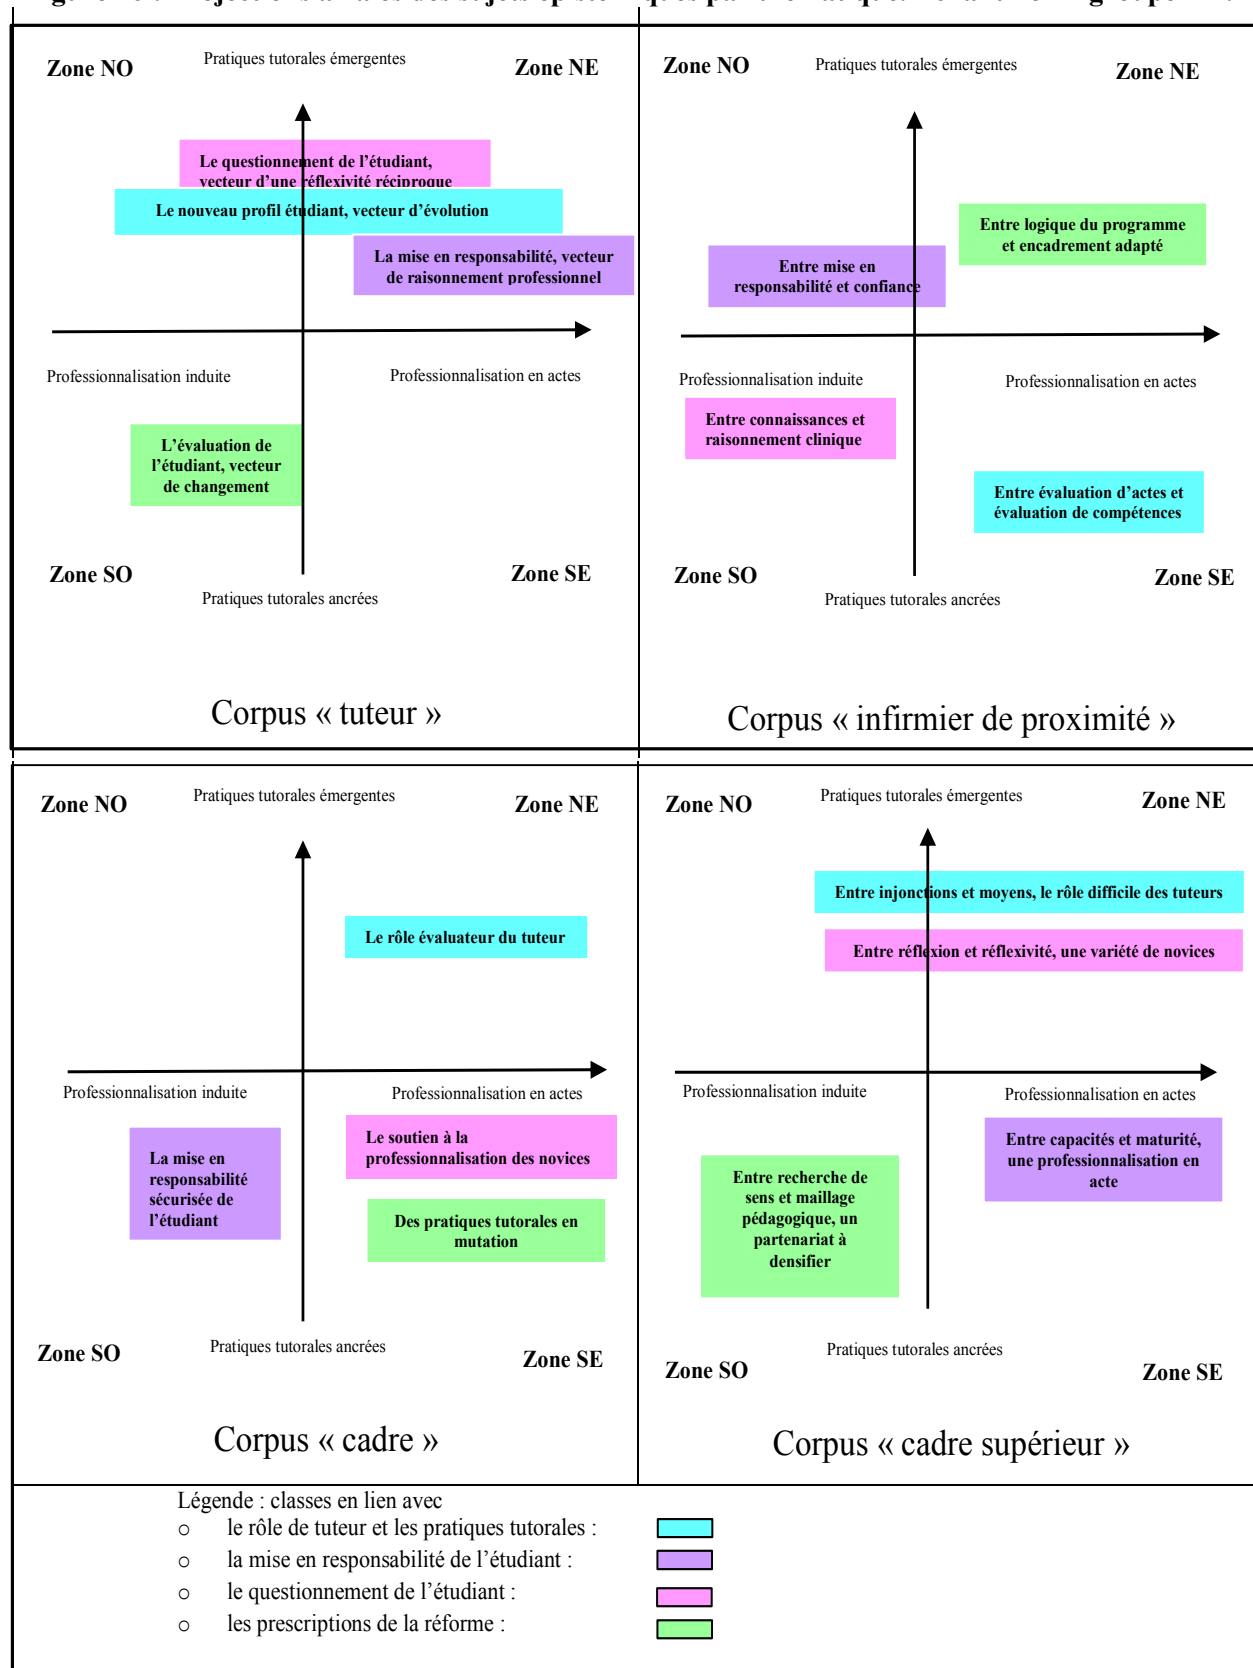 Zone NO
Pratiques tutorales émergentes
Zone NE
Le questionnement de l'étudiant,
vecteur d'une réflexivité réciproque
Le nouveau profil étudiant, vecteur d'évolution
La mise en responsabilité, vecteur
de raisonnement professionnel
Professionnalisation induite
Professionnalisation en actes
L'évaluation de
l'étudiant, vecteur
de changement
Zone SO
Zone SE
Pratiques tutorales ancrées
Corpus « tuteur »
Zone NO
Pratiques tutorales émergentes
Zone NE
Entre logique du programme
et encadrement adapté
Entre mise en
responsabilité et confiance
Professionnalisation induite
Professionnalisation en actes
Entre connaissances et
raisonnement clinique
Entre évaluation d'actes et
évaluation de compétences
Zone SO
Zone SE
Pratiques tutorales ancrées
Corpus « infirmier de proximité »
Zone NO
Pratiques tutorales émergentes
Zone NE
Le rôle évaluateur du tuteur
Professionnalisation induite
Professionnalisation en actes
La mise en
responsabilité
sécurisée de
l'étudiant
Le soutien à la
professionnalisation des novices
Des pratiques tutorales en
mutation
Zone SO
Pratiques tutorales ancrées
Zone SE
Corpus « cadre »
Zone NO
Pratiques tutorales émergentes
Zone NE
Entre injonctions et moyens, le rôle difficile des tuteurs
Entre réflexion et réflexivité, une variété de novices
Professionnalisation induite
Professionnalisation en actes
Entre capacités et maturité,
une professionnalisation en
acte
Entre recherche de
sens et maillage
pédagogique, un
partenariat à
densifier
Pratiques tutorales ancrées
Zone SO
Zone SE
Corpus « cadre supérieur »
Légende : classes en lien avec
o le rôle de tuteur et les pratiques tutorales :
o la mise en responsabilité de l'étudiant :
o le questionnement de l'étudiant :
o les prescriptions de la réforme :